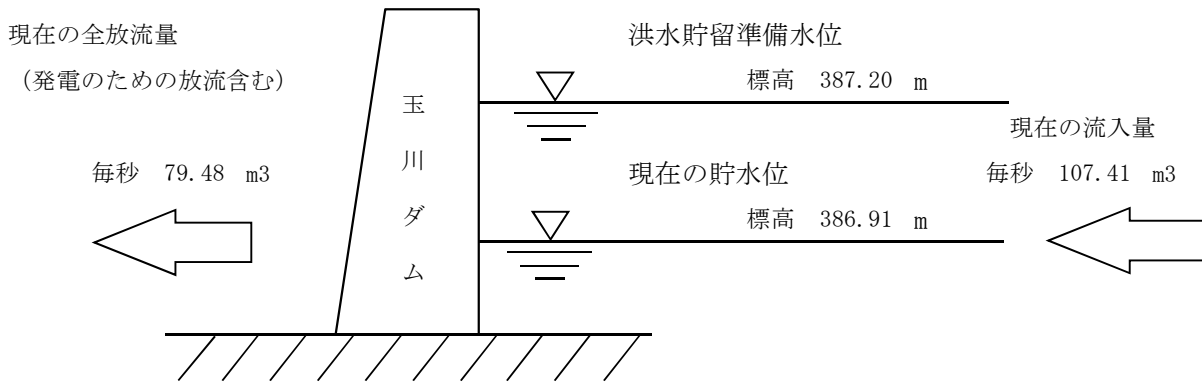 現在の全放流量
（発電のための放流含む）
毎秒 79.48 m3
玉川ダム
洪水貯留準備水位
標高 387.20 m
現在の貯水位
標高 386.91 m
現在の流入量
毎秒 107.41 m3